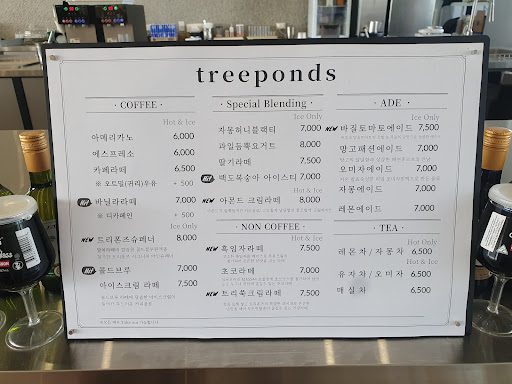 treeponds
· COFFEE ·
Hot & Ice
아메리카노 6,000
에스프레소 6,000
카페라떼 6,500
※ 오트밀(귀리)우유 + 500
Hit 바닐라라떼 7,000
※ 디카페인 + 500
NEW 트리폰즈슈페너 8,000
Hit 콜드브루 7,000
아이스크림 라떼 7,500
· Special Blending ·
Ice Only
자몽허니블랙티 7,000
과일듬뿍요거트 8,000
딸기라떼 7,500
Hit 백도복숭아 아이스티 7,000
Hot & Ice
NEW 아몬드 크림라떼 8,000
· NON COFFEE ·
Hot & Ice
NEW 흑임자라떼 7,500
초코라떼 7,000
NEW 트리쑥크림라떼 7,500
· ADE ·
Ice Only
NEW 바질토마토에이드 7,500
망고패션에이드 7,000
오미자에이드 7,000
자몽에이드 7,000
레몬에이드 7,000
· TEA ·
Hot Only
레몬차/자몽차 6,500
Hot & Ice
유자차/오미자 6,500
매실차 6,500